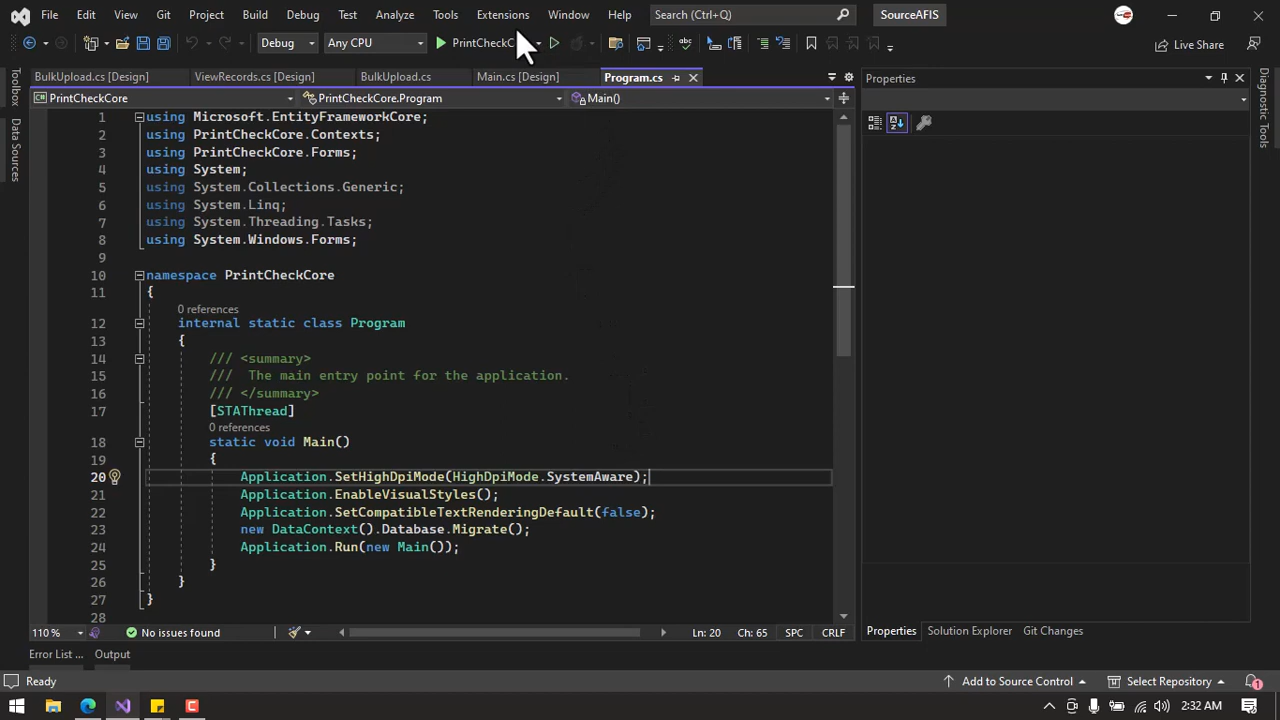 File Edit View Git Project Build Debug Test Analyze Tools Extensions Window Help Search (Ctrl+Q) SourceAFIS
Debug Any CPU PrintCheckC Live Share
BulkUpload.cs [Design] ViewRecords.cs [Design] BulkUpload.cs Main.cs [Design] Program.cs Properties
PrintCheckCore PrintCheckCore.Program Main()
Toolbox
Data Sources
Diagnostic Tools
1 using Microsoft.EntityFrameworkCore;
2 using PrintCheckCore.Contexts;
3 using PrintCheckCore.Forms;
4 using System;
5 using System.Collections.Generic;
6 using System.Linq;
7 using System.Threading.Tasks;
8 using System.Windows.Forms;
9
10 namespace PrintCheckCore
11 {
0 references
12 internal static class Program
13 {
14 /// <summary>
15 /// The main entry point for the application.
16 /// </summary>
17 [STAThread]
0 references
18 static void Main()
19 {
20 Application.SetHighDpiMode(HighDpiMode.SystemAware);
21 Application.EnableVisualStyles();
22 Application.SetCompatibleTextRenderingDefault(false);
23 new DataContext().Database.Migrate();
24 Application.Run(new Main());
25 }
26 }
27 }
28
110 % No issues found Ln: 20 Ch: 65 SPC CRLF Properties Solution Explorer Git Changes
Error List ... Output
Ready Add to Source Control Select Repository 1
2:32 AM